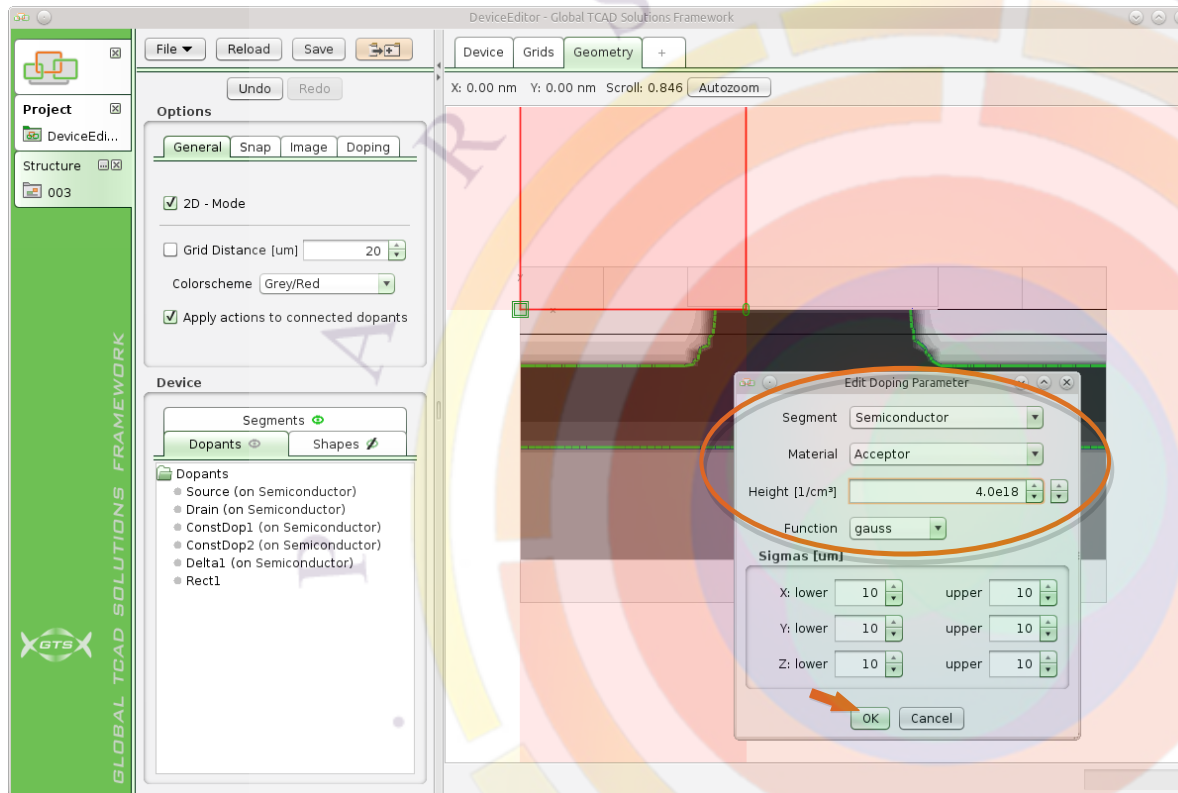 DeviceEditor - Global TCAD Solutions Framework
File Reload Save
Undo Redo
Project
DeviceEdi...
Structure
003
GLOBAL TCAD SOLUTIONS FRAMEWORK
GTS
Options
General Snap Image Doping
2D - Mode
Grid Distance [um] 20
Colorscheme Grey/Red
Apply actions to connected dopants
Device
Segments
Dopants Shapes
Dopants
Source (on Semiconductor)
Drain (on Semiconductor)
ConstDop1 (on Semiconductor)
ConstDop2 (on Semiconductor)
Delta1 (on Semiconductor)
Rect1
Device Grids Geometry +
X: 0.00 nm Y: 0.00 nm Scroll: 0.846 Autozoom
Y
x
Edit Doping Parameter
Segment Semiconductor
Material Acceptor
Height [1/cm³] 4.0e18
Function gauss
Sigmas [um]
X: lower 10 upper 10
Y: lower 10 upper 10
Z: lower 10 upper 10
OK Cancel
. P A R S